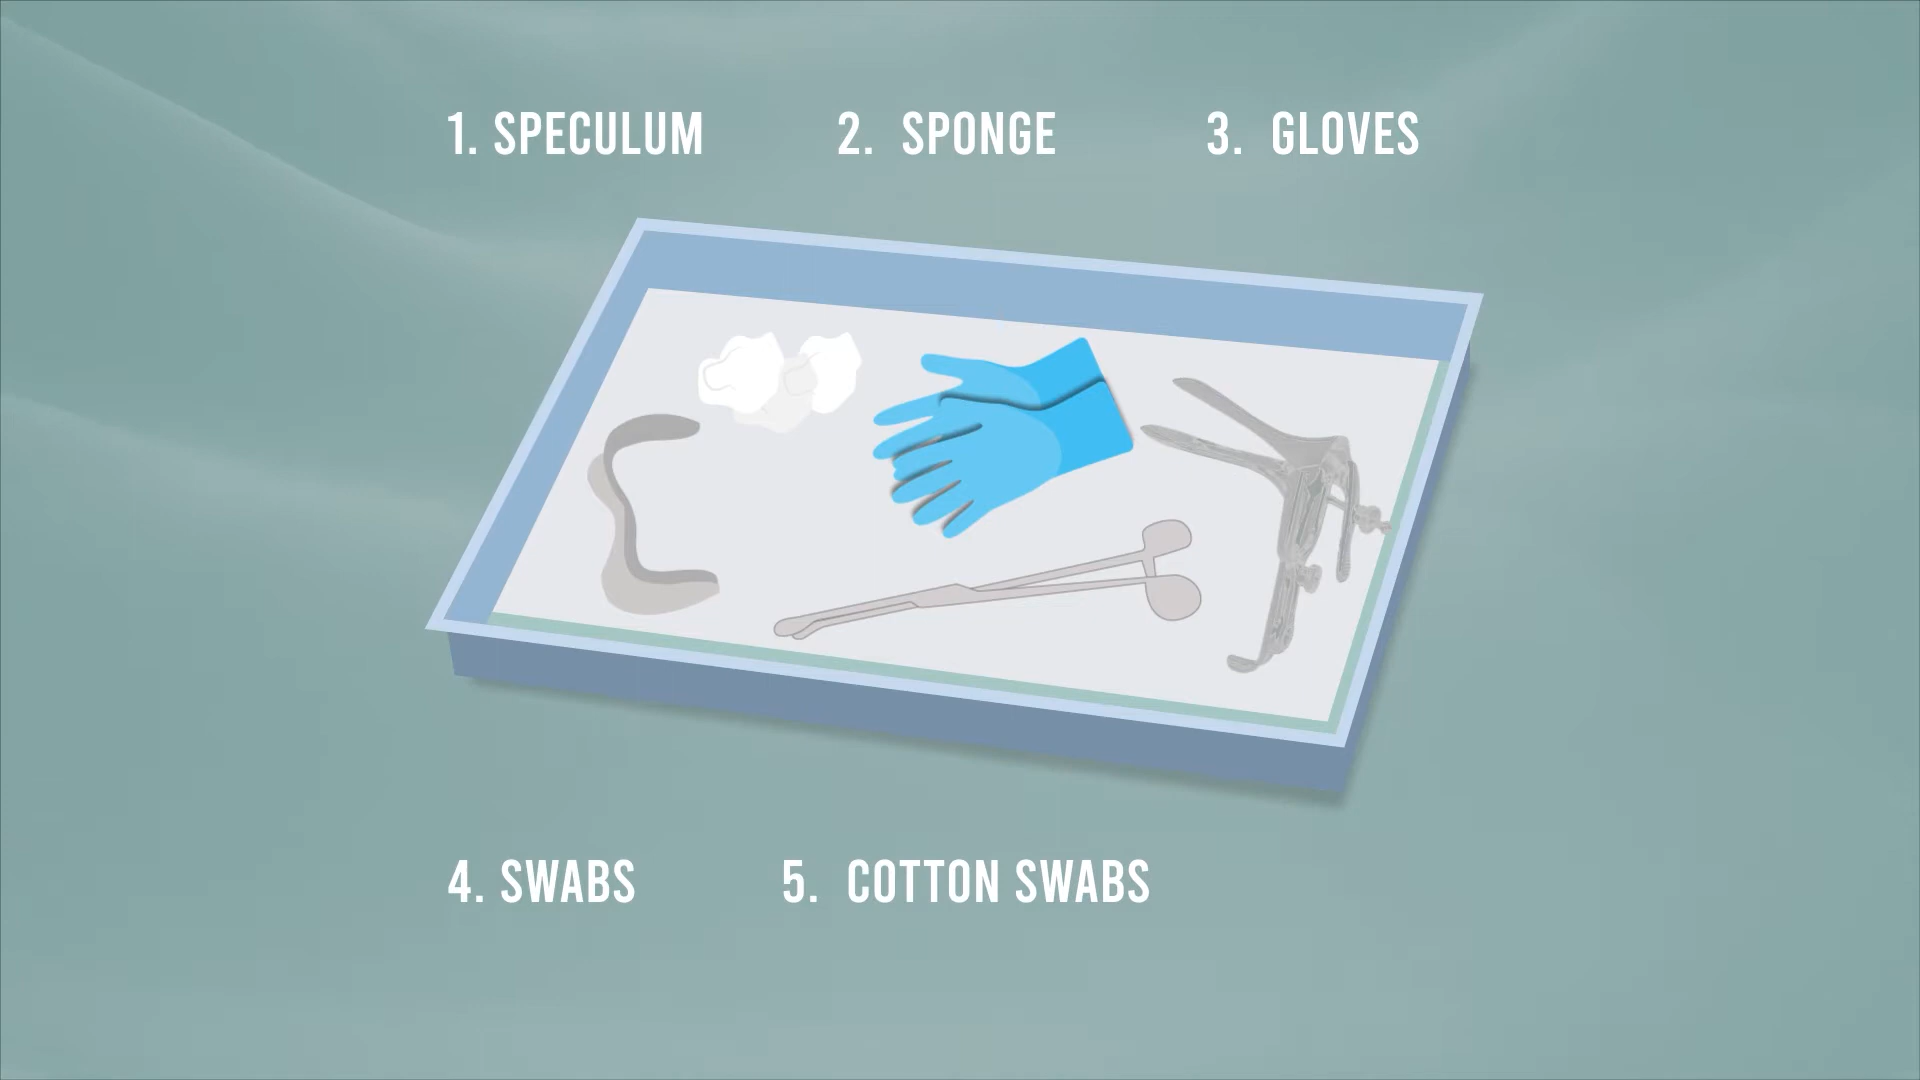 1. SPECULUM 2. SPONGE 3. GLOVES
4. SWABS 5. COTTON SWABS